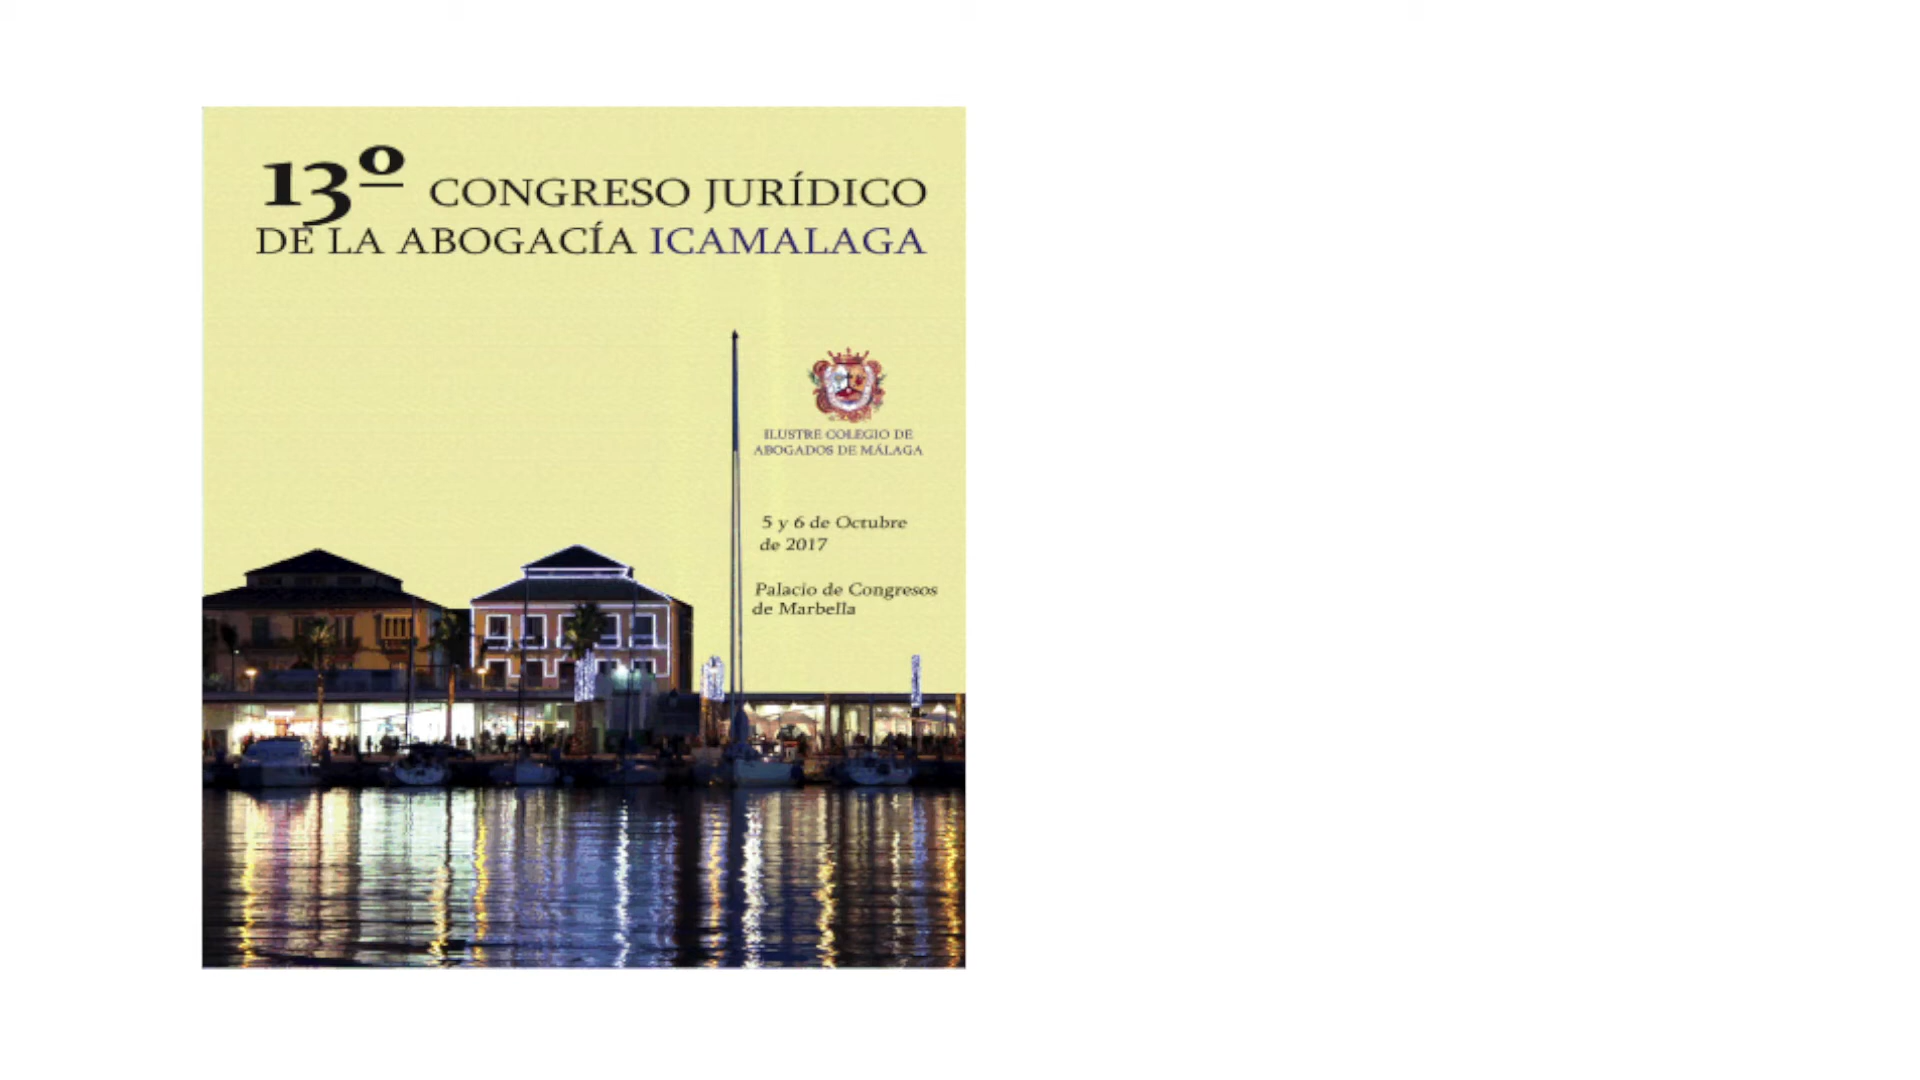 13º CONGRESO JURÍDICO
DE LA ABOGACÍA ICAMALAGA
ILUSTRE COLEGIO DE
ABOGADOS DE MÁLAGA
5 y 6 de Octubre
de 2017
Palacio de Congresos
de Marbella